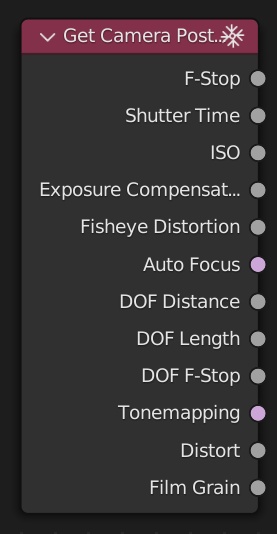 Get Camera Post...
F-Stop
Shutter Time
ISO
Exposure Compensat...
Fisheye Distortion
Auto Focus
DOF Distance
DOF Length
DOF F-Stop
Tonemapping
Distort
Film Grain